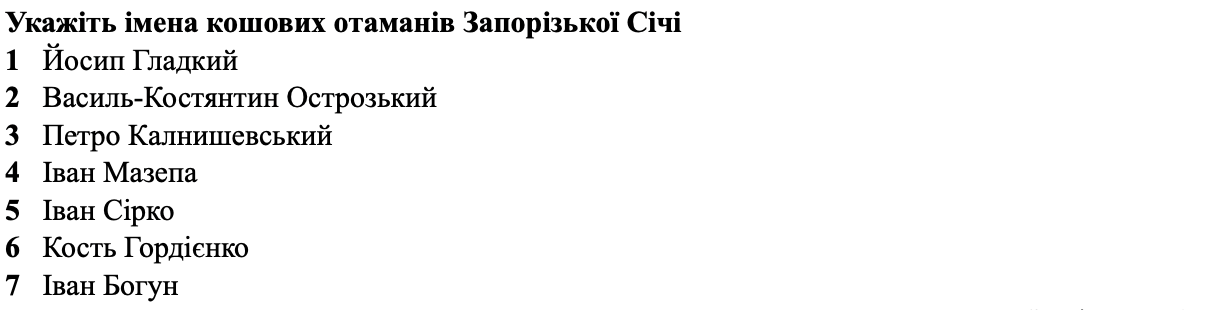 Укажіть імена кошових отаманів Запорізької Січі
1 Йосип Гладкий
2 Василь-Костянтин Острозький
3 Петро Калнишевський
4 Іван Мазепа
5 Іван Сірко
6 Кость Гордієнко
7 Іван Богун